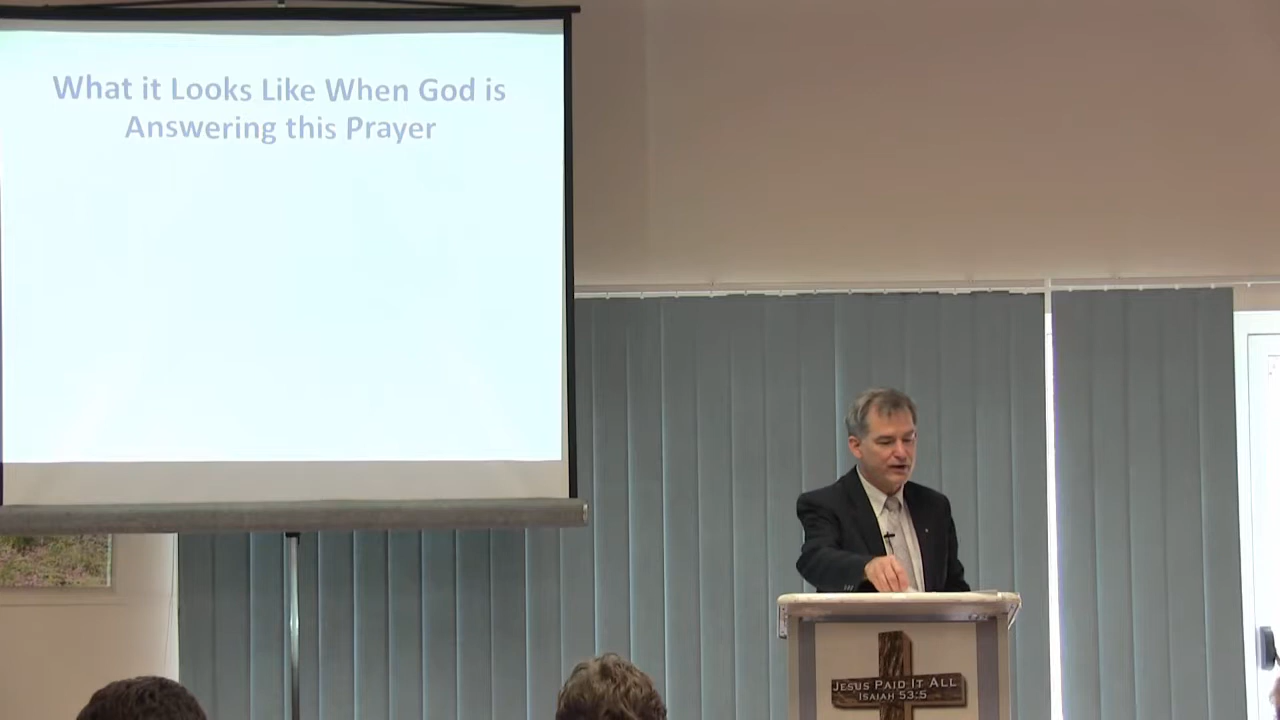 What it Looks Like When God is
Answering this Prayer
Jesus Paid It All
Isaiah 53:5